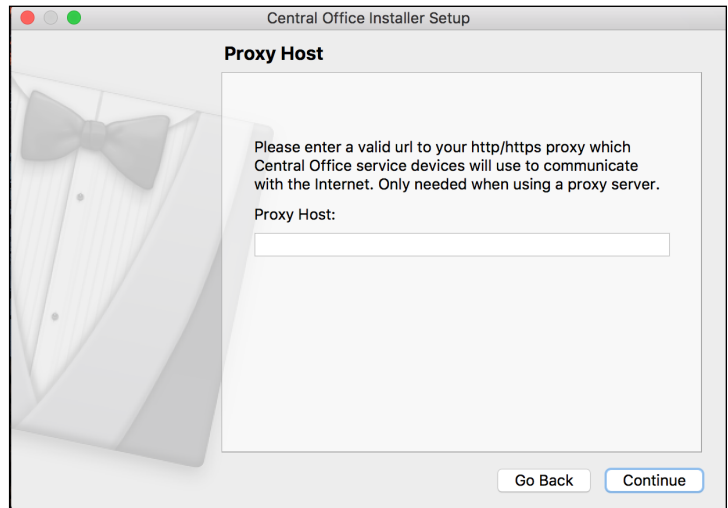 Central Office Installer Setup
Proxy Host
Please enter a valid url to your http/https proxy which
Central Office service devices will use to communicate
with the Internet. Only needed when using a proxy server.
Proxy Host:
Go Back
Continue